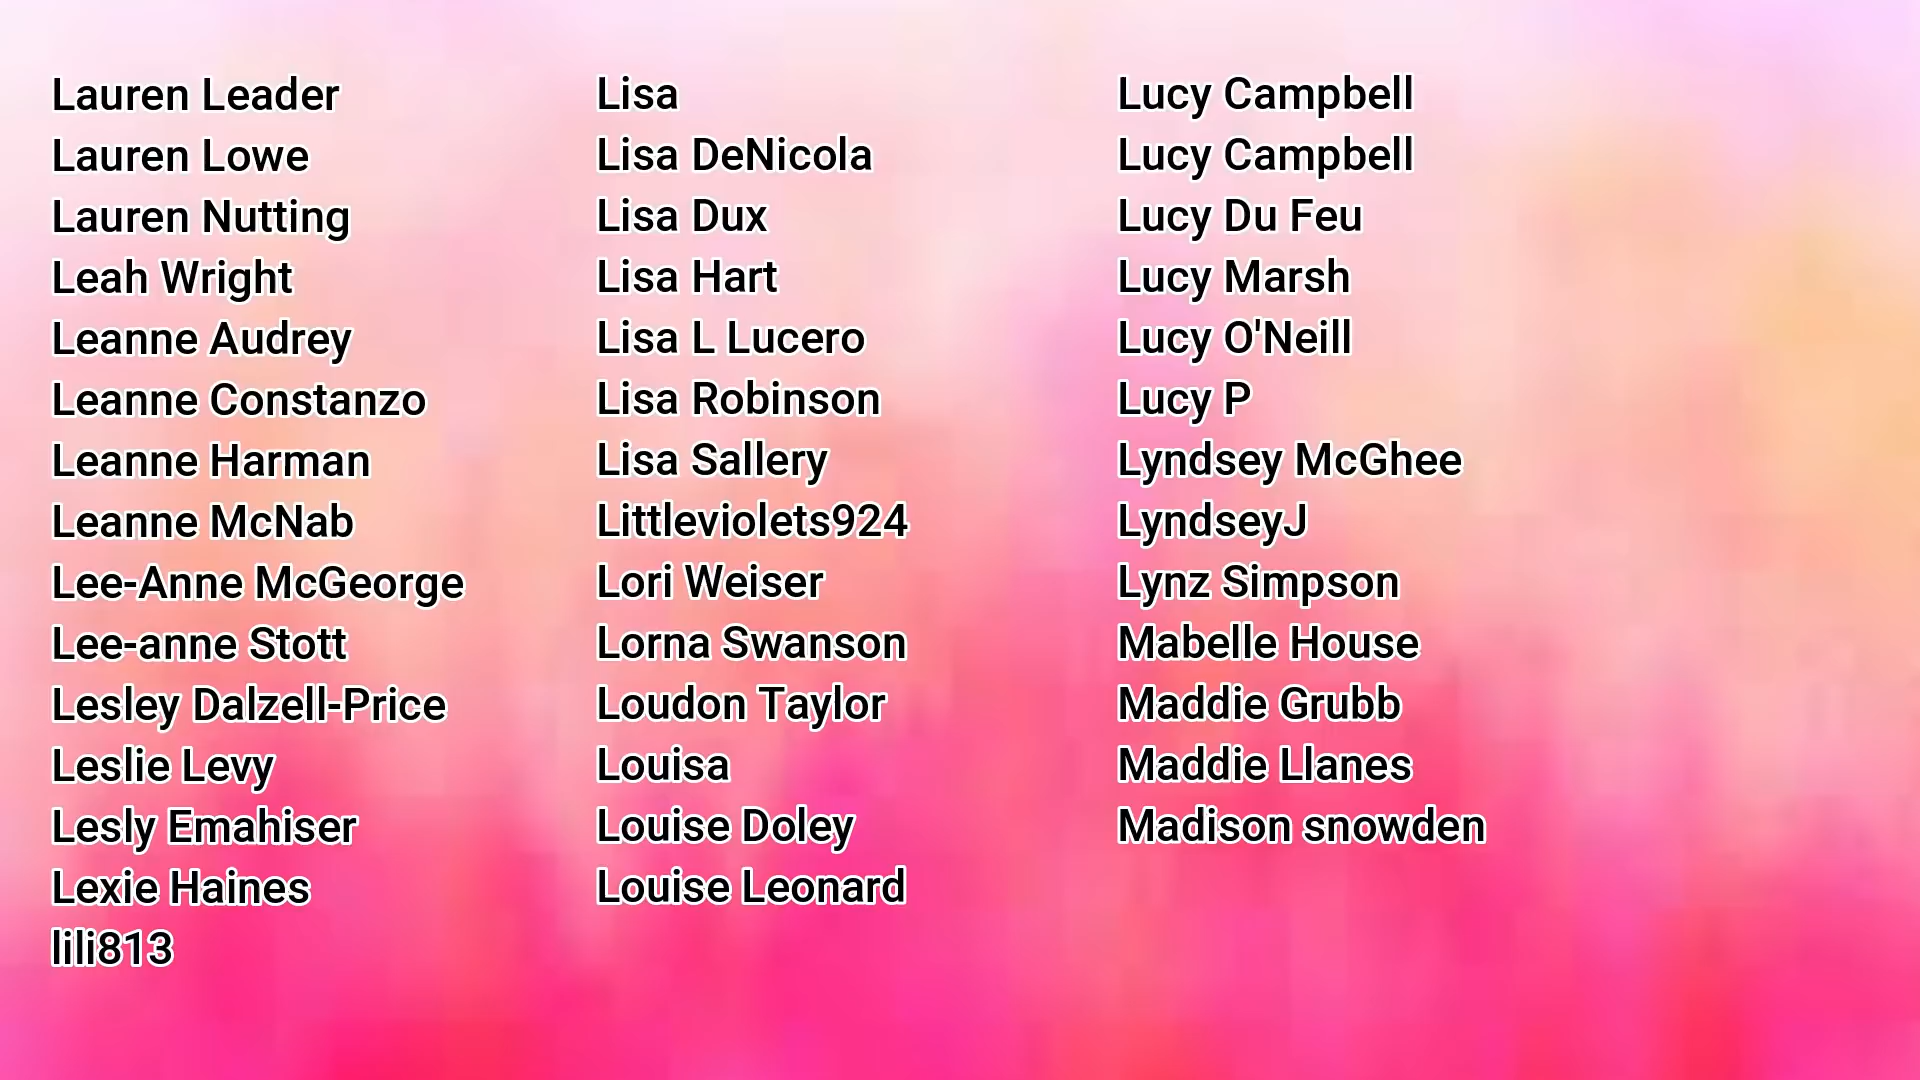 Lauren Leader
Lauren Lowe
Lauren Nutting
Leah Wright
Leanne Audrey
Leanne Constanzo
Leanne Harman
Leanne McNab
Lee-Anne McGeorge
Lee-anne Stott
Lesley Dalzell-Price
Leslie Levy
Lesly Emahiser
Lexie Haines
lili813
Lisa
Lisa DeNicola
Lisa Dux
Lisa Hart
Lisa L Lucero
Lisa Robinson
Lisa Sallery
Littleviolets924
Lori Weiser
Lorna Swanson
Loudon Taylor
Louisa
Louise Doley
Louise Leonard
Lucy Campbell
Lucy Campbell
Lucy Du Feu
Lucy Marsh
Lucy O'Neill
Lucy P
Lyndsey McGhee
LyndseyJ
Lynz Simpson
Mabelle House
Maddie Grubb
Maddie Llanes
Madison snowden